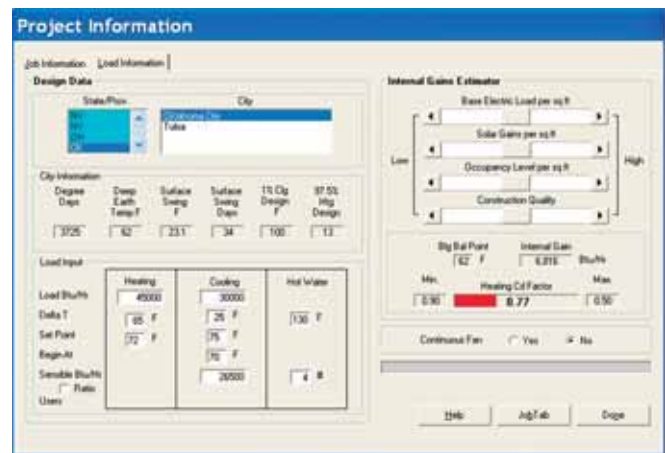 Project Information
Job Information Load Information
Design Data
State/Prov. City
NY Oklahoma City
OH Tulsa
OK
City Information
Degree Days Deep Earth Temp F Surface Swing F Surface Swing Days 1% Clg Design F 97.5% Htg Design
3725 62 23.1 34 100 13
Load Input
Heating Cooling Hot Water
Load Btu/Hr 45000 30000
Delta T 65 F 25 F 130 F
Set Point 72 F 75 F
Begin At 70 F
Sensible Btu/Hr 26500 4 #
Ratio
Users
Internal Gains Estimator
Base Electric Load per sq ft
Solar Gains per sq ft
Low High
Occupancy Level per sq ft
Construction Quality
Blg Bal Point Internal Gain
62 F 6,816 Btu/Hr
Min. Heating Cd Factor Max
0.90 0.77 0.50
Continuous Fan Yes No
Help JobTab Done